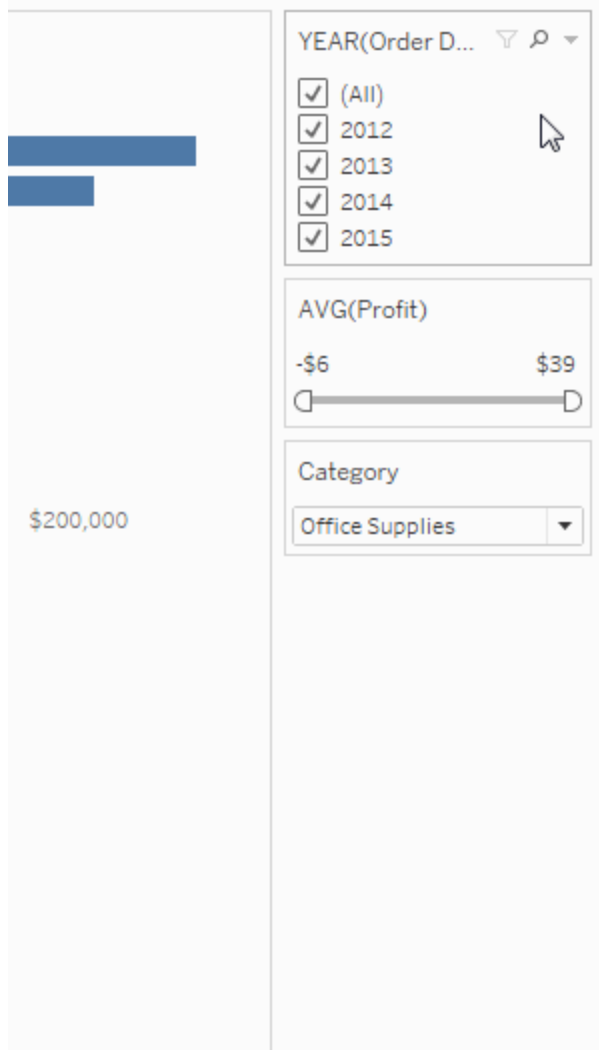 YEAR(Order D...
(All)
2012
2013
2014
2015
AVG(Profit)
-$6 $39
Category
$200,000
Office Supplies